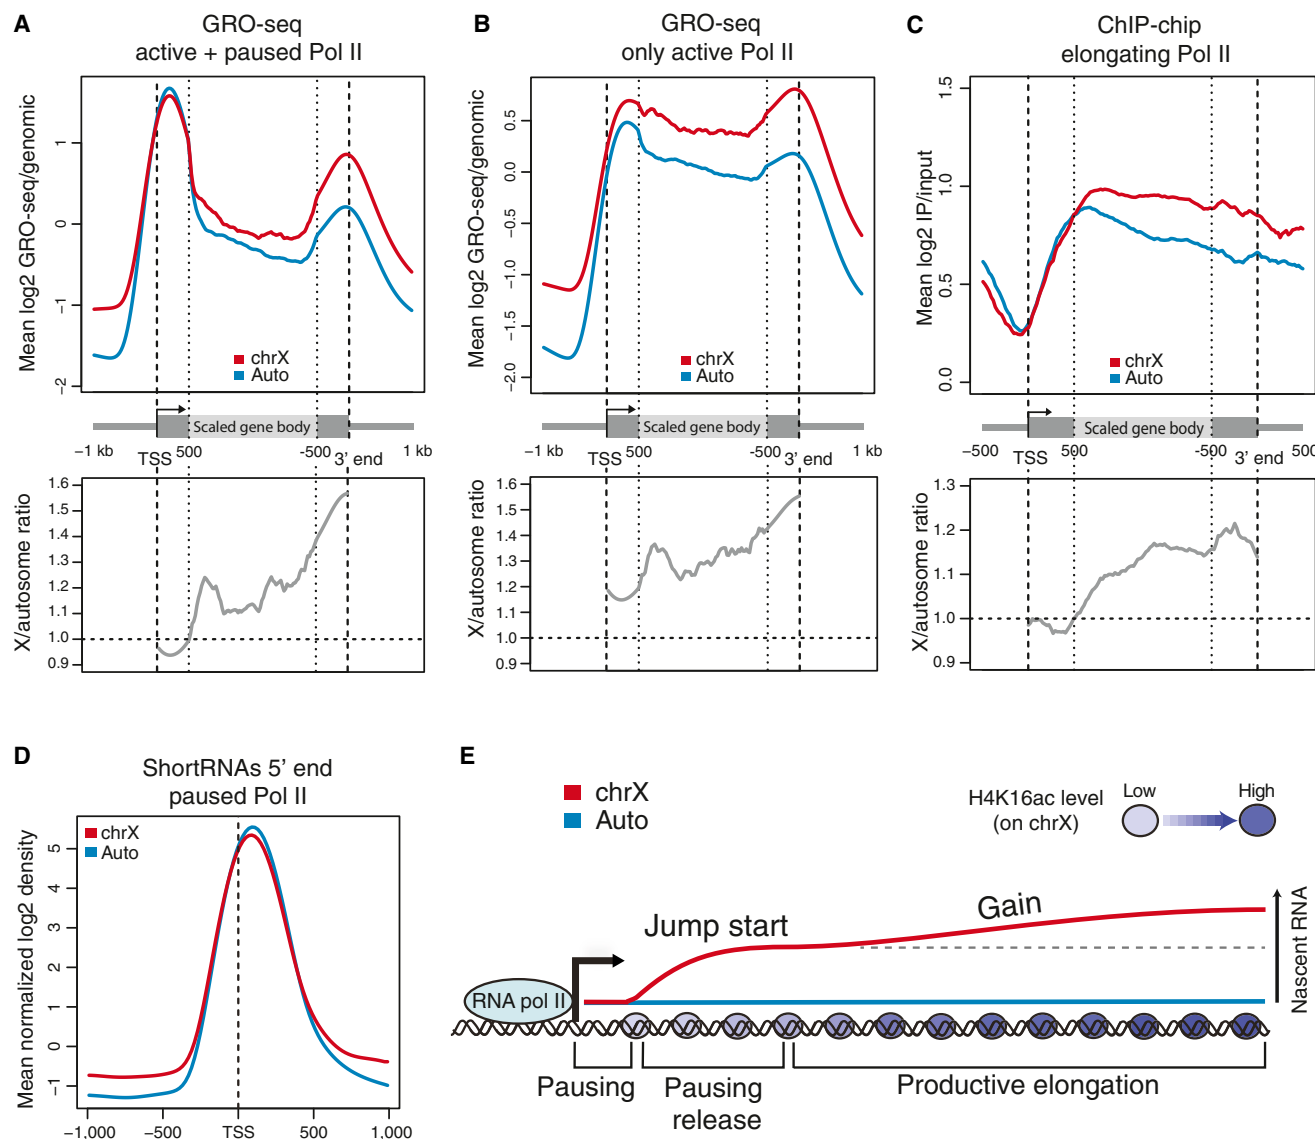 A
GRO-seq
active + paused Pol II
Mean log2 GRO-seq/genomic
1
0
−1
−2
chrX
Auto
Scaled gene body
−1 kb
TSS
500
−500
3' end
1 kb
X/autosome ratio
1.6
1.5
1.4
1.3
1.2
1.1
1.0
0.9
B
GRO-seq
only active Pol II
Mean log2 GRO-seq/genomic
0.5
0.0
−0.5
−1.0
−1.5
−2.0
chrX
Auto
Scaled gene body
−1 kb
TSS
500
−500
3' end
1 kb
X/autosome ratio
1.6
1.5
1.4
1.3
1.2
1.1
1.0
0.9
C
ChIP-chip
elongating Pol II
Mean log2 IP/input
1.5
1.0
0.5
0.0
chrX
Auto
Scaled gene body
−500
TSS
500
−500
3' end
500
X/autosome ratio
1.3
1.2
1.1
1.0
0.9
D
ShortRNAs 5' end
paused Pol II
Mean normalized log2 density
5
4
3
2
1
0
−1
chrX
Auto
−1,000
−500
TSS
500
1,000
E
chrX
Auto
H4K16ac level
(on chrX)
Low
High
Jump start
Gain
Nascent RNA
RNA pol II
Pausing
Pausing
release
Productive elongation